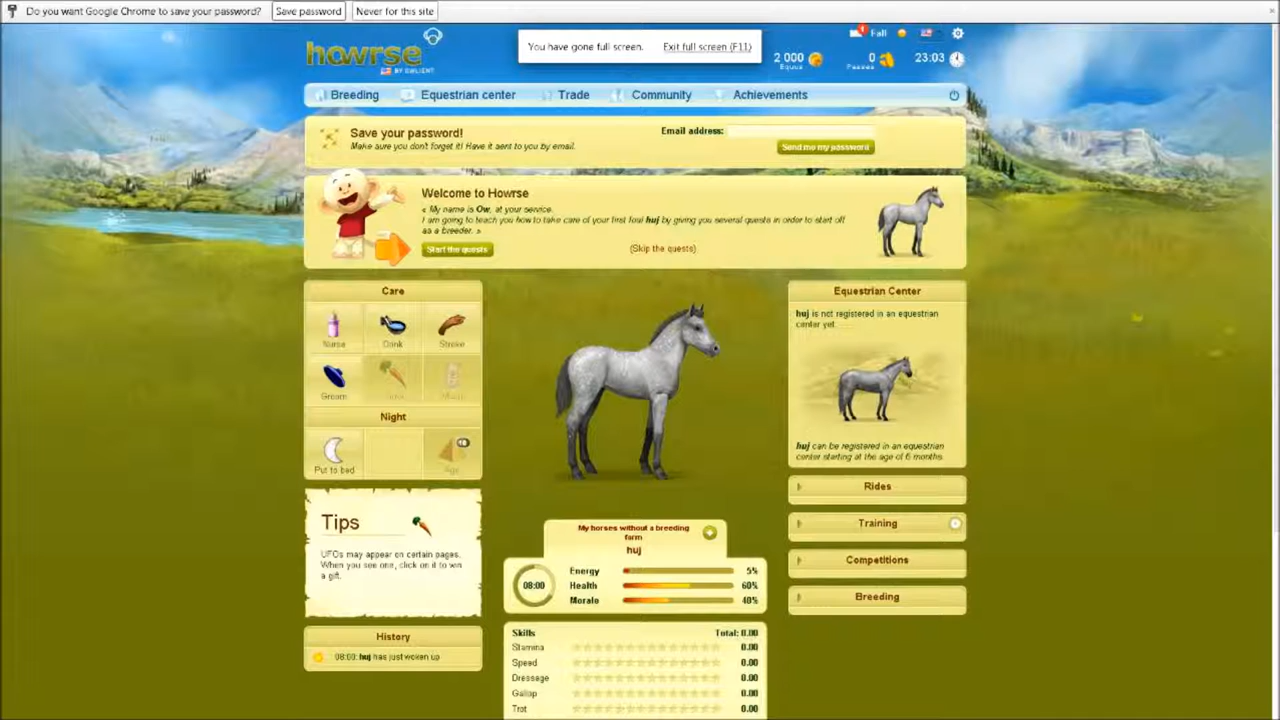 Do you want Google Chrome to save your password? Save password Never for this site
howrse
BY OWLIENT
You have gone full screen. Exit full screen (F11)
1 Fall
2 000 Equus
0 Passes
23:03
Breeding Equestrian center Trade Community Achievements
Save your password!
Make sure you don't forget it! Have it sent to you by email.
Email address:
Send me my password
Welcome to Howrse
« My name is Ow, at your service.
I am going to teach you how to take care of your first foal huj by giving you several quests in order to start off
as a breeder. »
Start the quests
(Skip the quests)
Care
Nurse Drink Stroke
Groom
Night
Put to bed Age
Tips
UFOs may appear on certain pages.
When you see one, click on it to win
a gift.
History
08:00: huj has just woken up
My horses without a breeding
farm
huj
08:00
Energy 5%
Health 60%
Morale 40%
Skills Total: 0.00
Stamina 0.00
Speed 0.00
Dressage 0.00
Gallop 0.00
Trot 0.00
Equestrian Center
huj is not registered in an equestrian
center yet.
huj can be registered in an equestrian
center starting at the age of 6 months.
Rides
Training
Competitions
Breeding